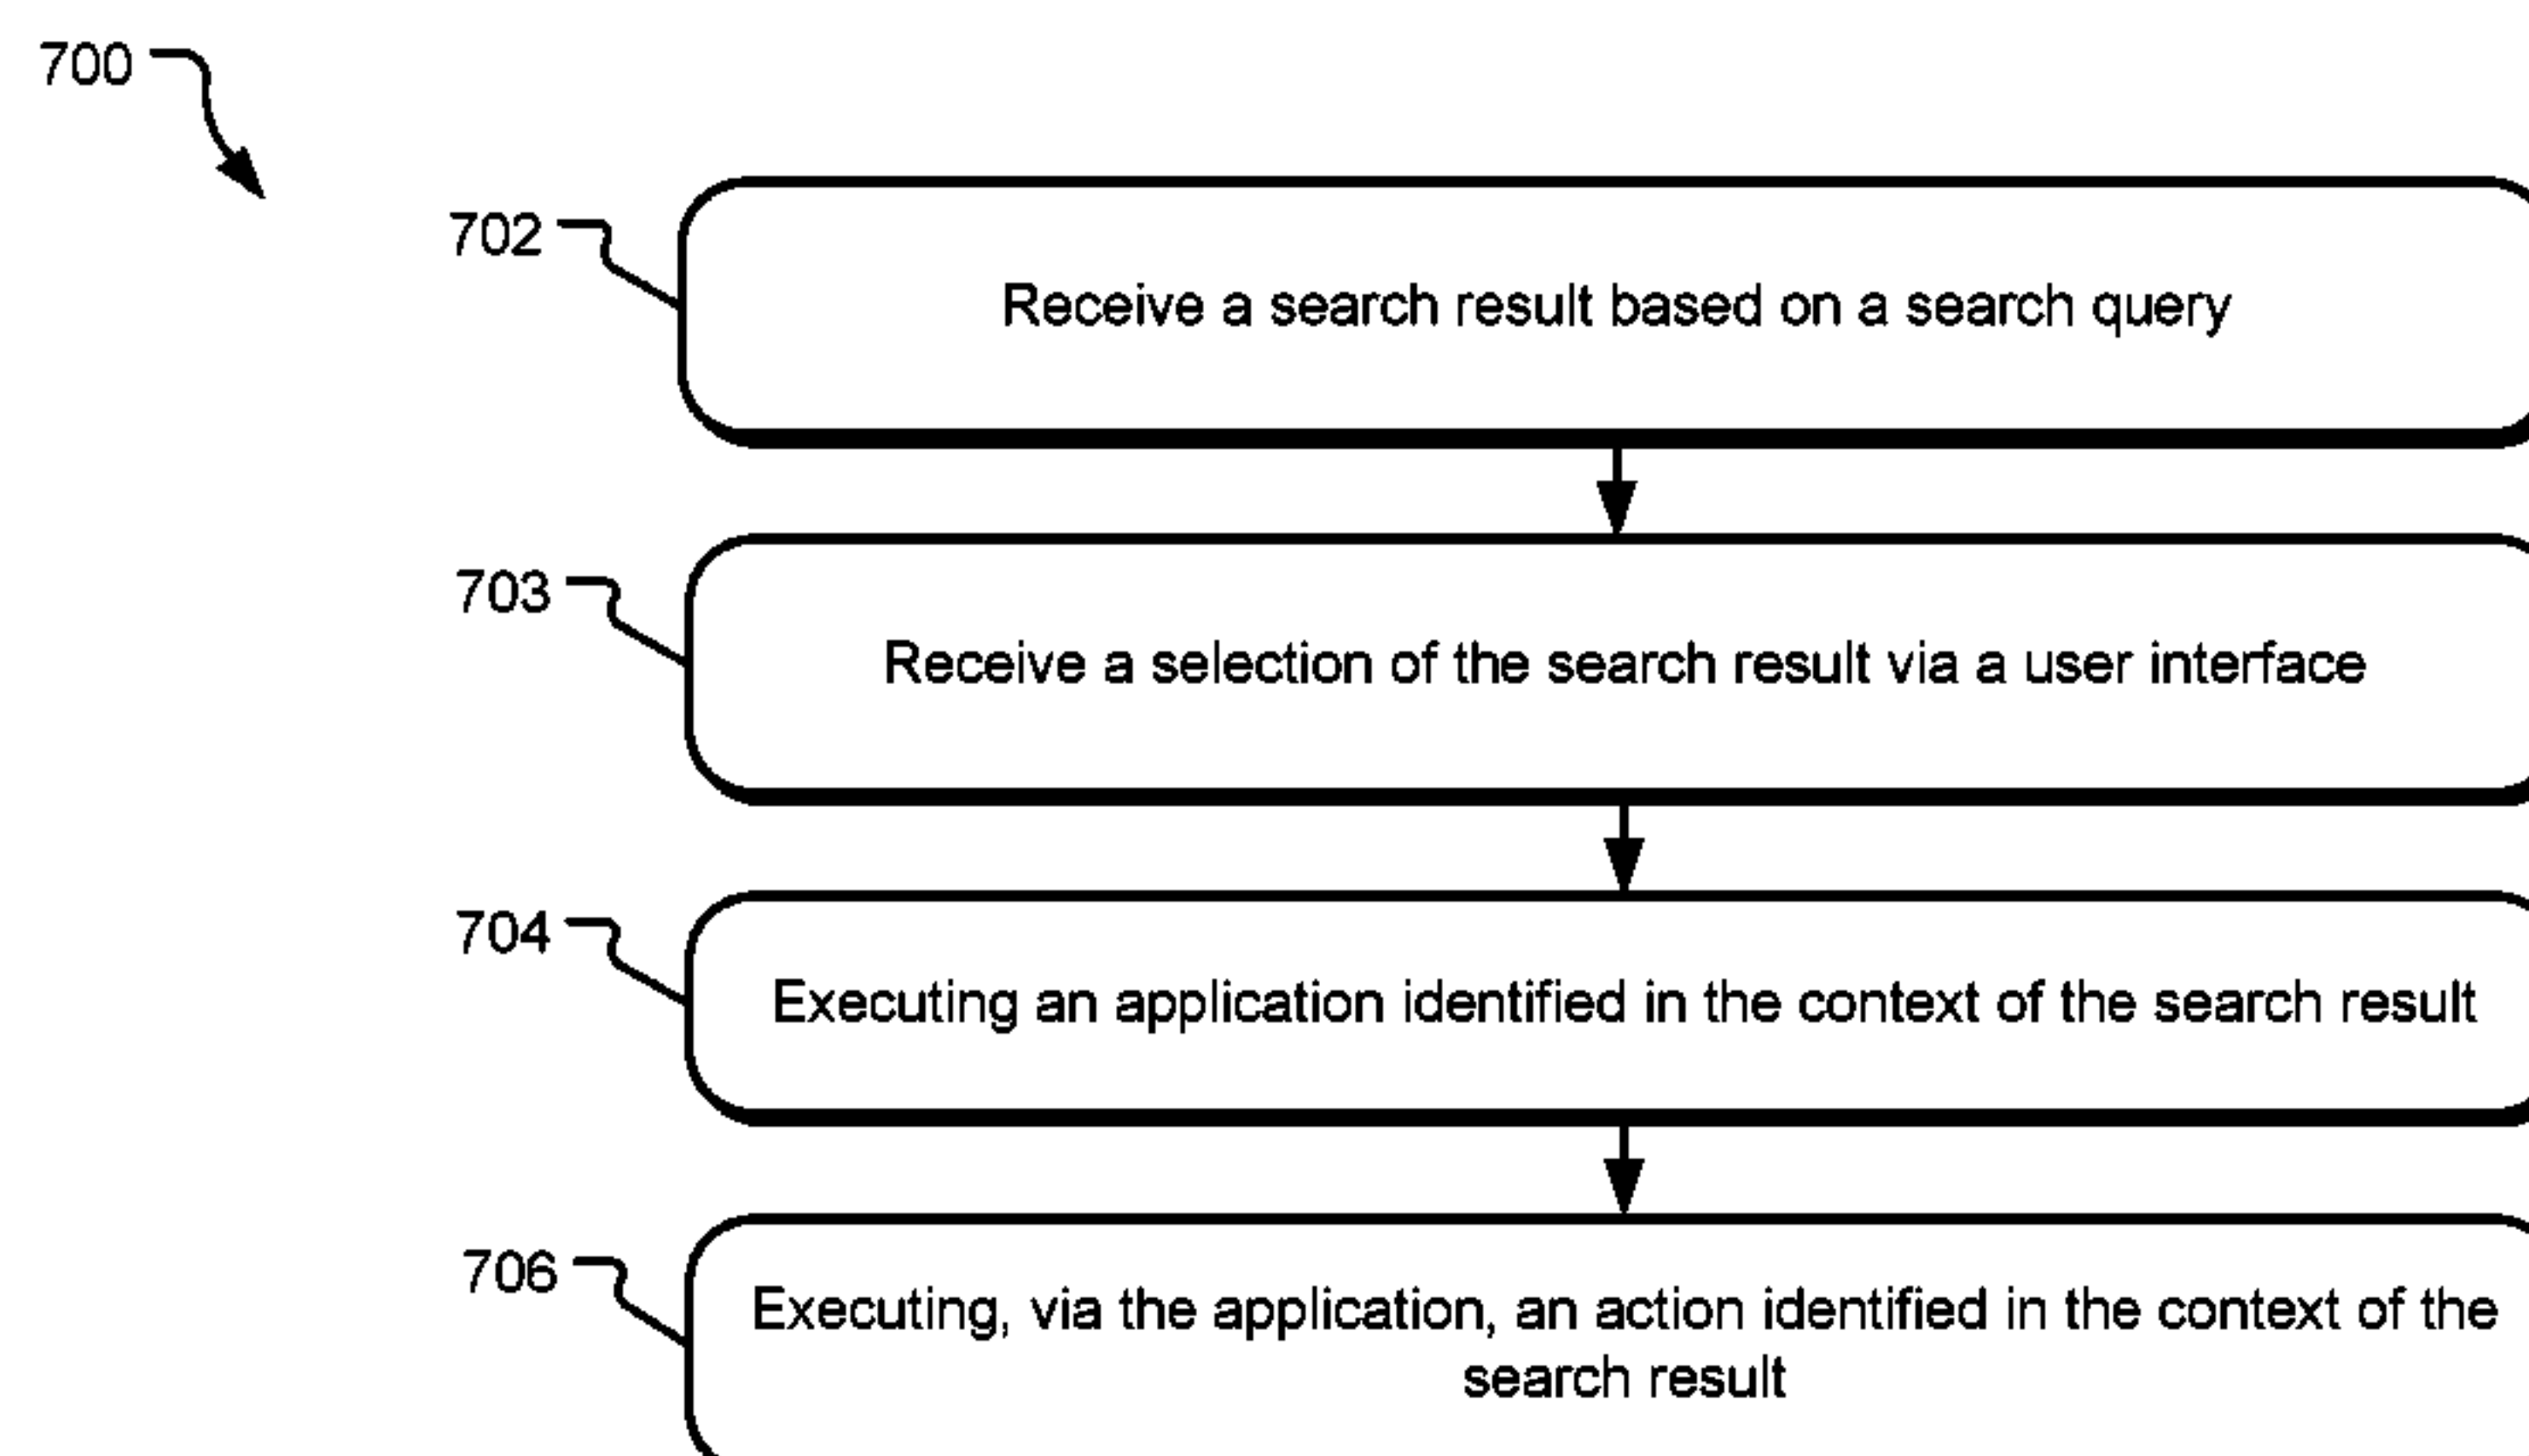 700
702
Receive a search result based on a search query
703
Receive a selection of the search result via a user interface
704
Executing an application identified in the context of the search result
706
Executing, via the application, an action identified in the context of the
search result